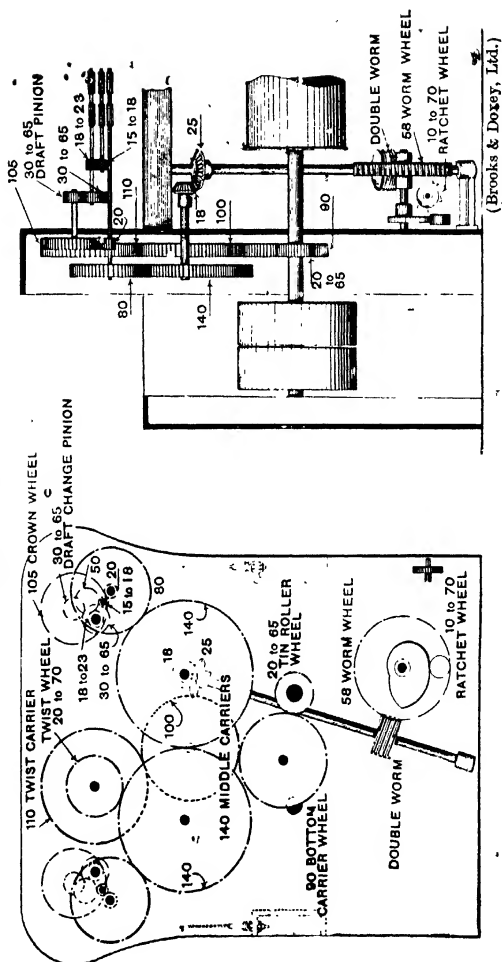 110 TWIST CARRIER
TWIST WHEEL
20 to 70
105 CROWN WHEEL
30 to 65
DRAFT CHANGE PINION
50
20
15 to 18
80
18 to 23
30 to 65
140
18
25
100
140 MIDDLE CARRIERS
140
20 to 65
TIN ROLLER
WHEEL
90 BOTTOM
CARRIER WHEEL
58 WORM WHEEL
DOUBLE WORM
10 to 70
RATCHET WHEEL
105
30 to 65
DRAFT PINION
30 to 65
18 to 23
15 to 18
20
110
25
18
100
80
140
90
20
to
65
DOUBLE WORM
58 WORM WHEEL
10 to 70
RATCHET WHEEL
(Brooks & Doxey, Ltd.)